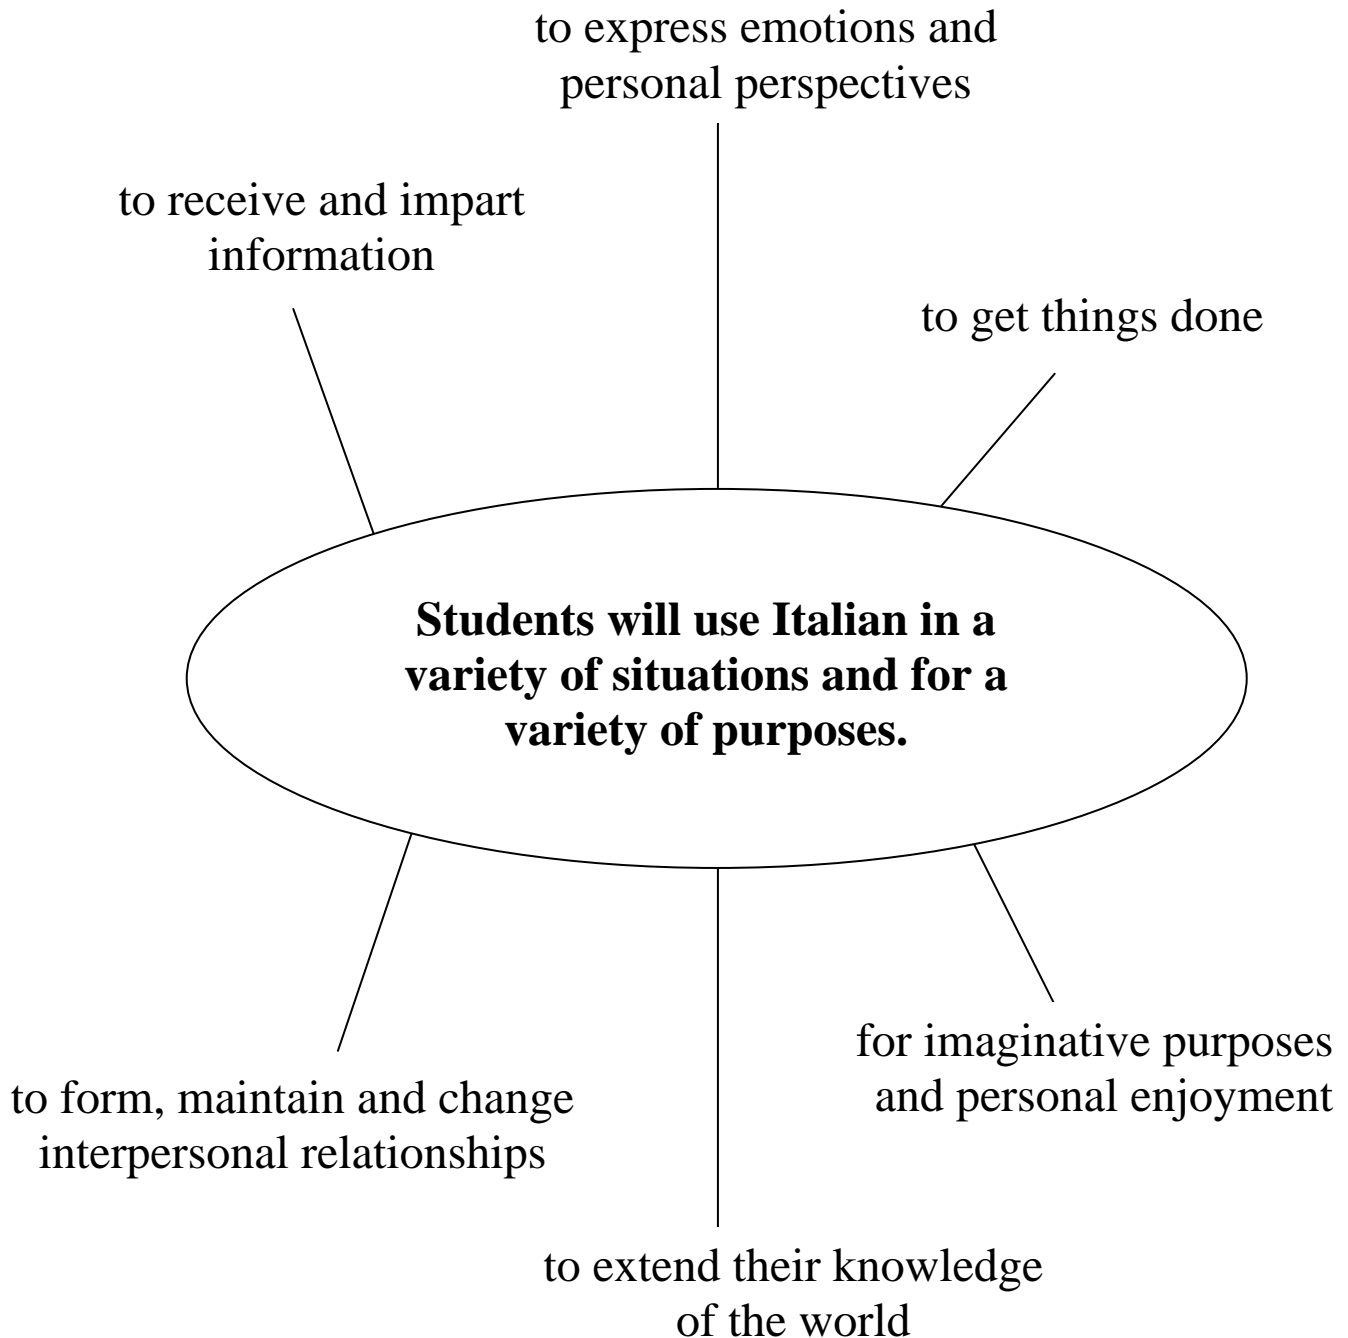 to express emotions and
personal perspectives
to receive and impart
information
to get things done
Students will use Italian in a
variety of situations and for a
variety of purposes.
for imaginative purposes
and personal enjoyment
to form, maintain and change
interpersonal relationships
to extend their knowledge
of the world